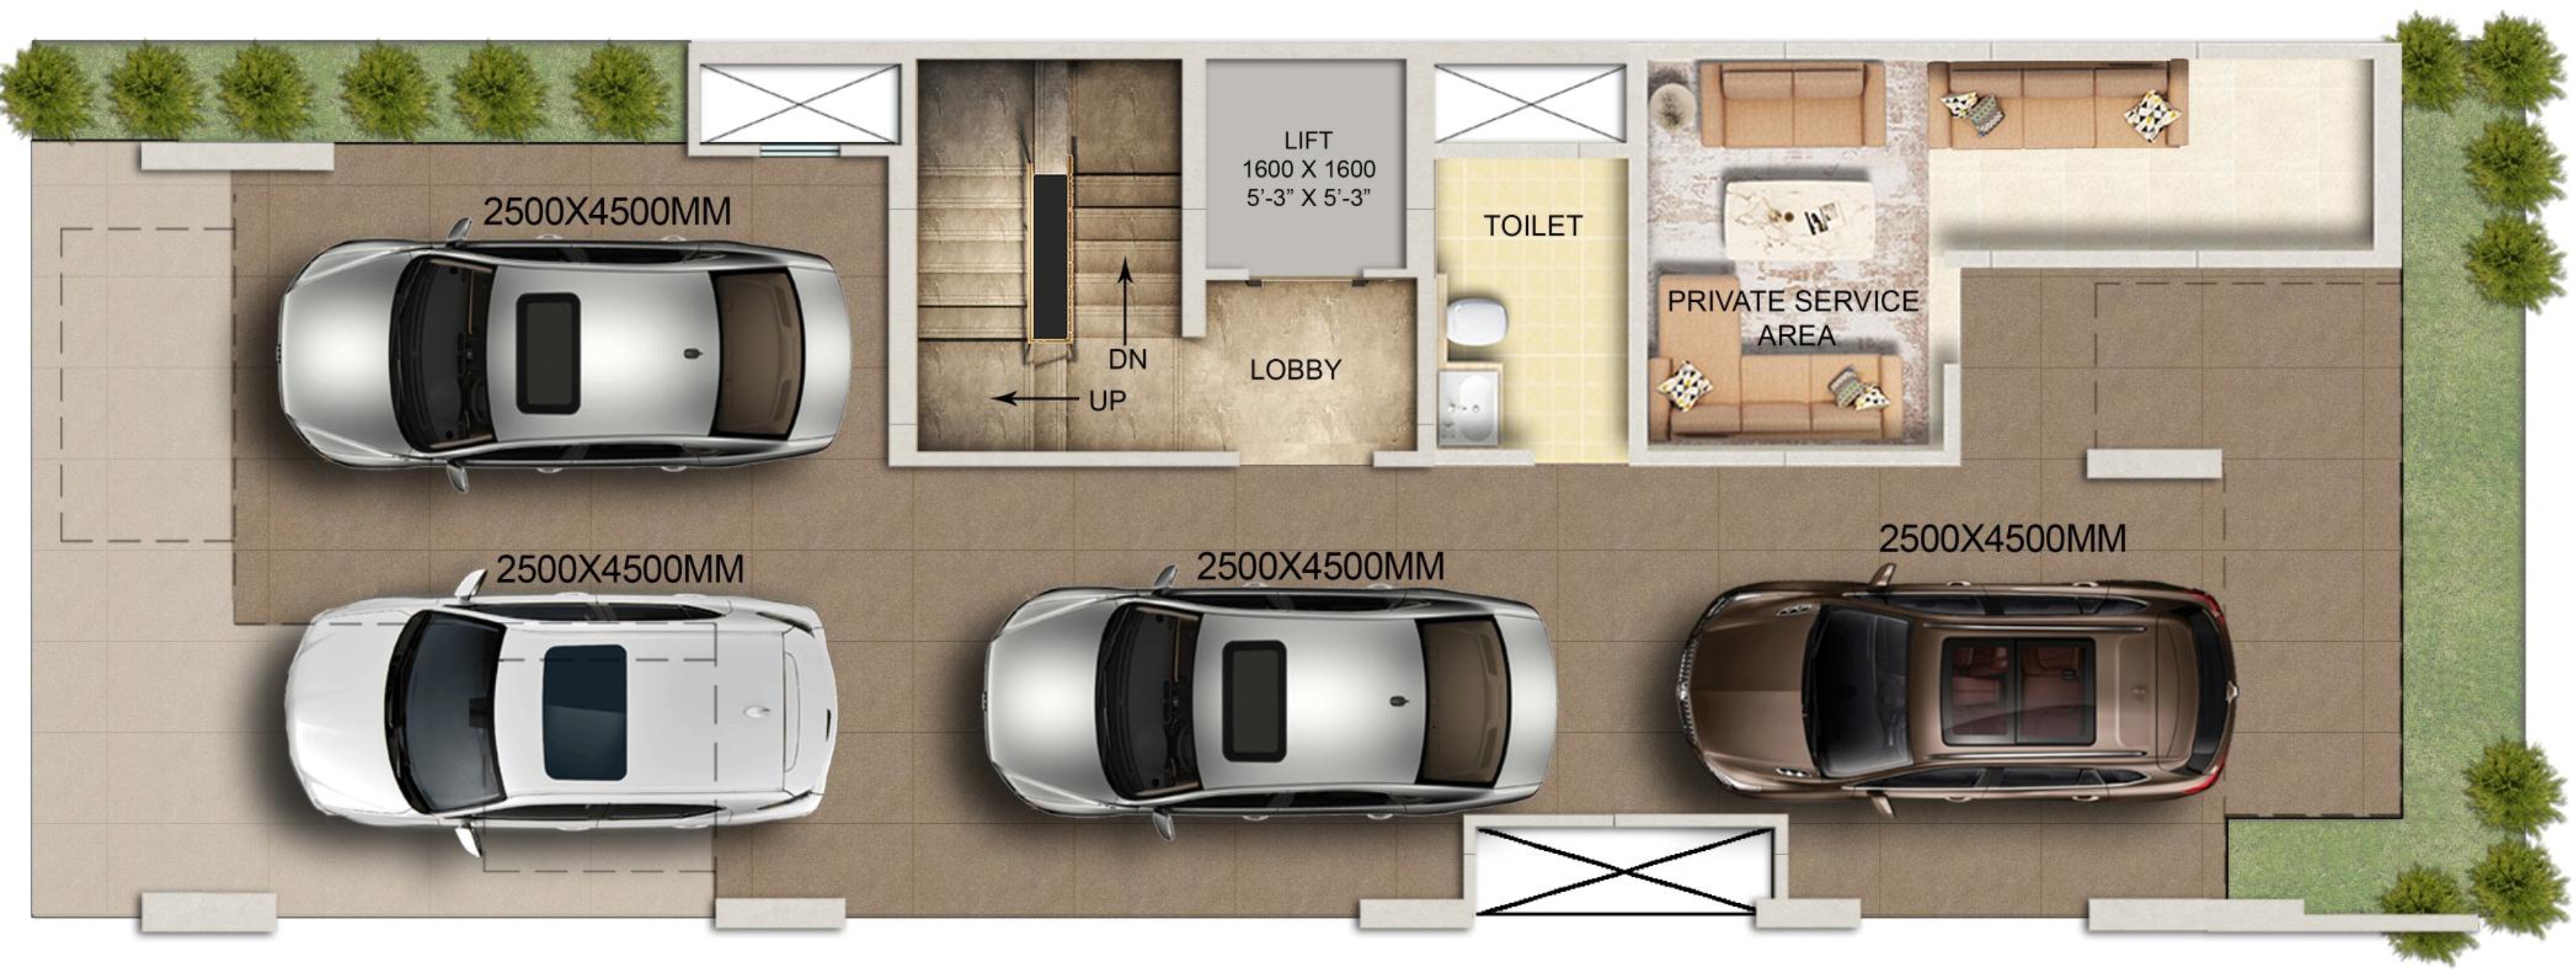 2500X4500MM
LIFT
1600 X 1600
5'-3" X 5'-3"
TOILET
PRIVATE SERVICE
AREA
DN
UP
LOBBY
2500X4500MM
2500X4500MM
2500X4500MM